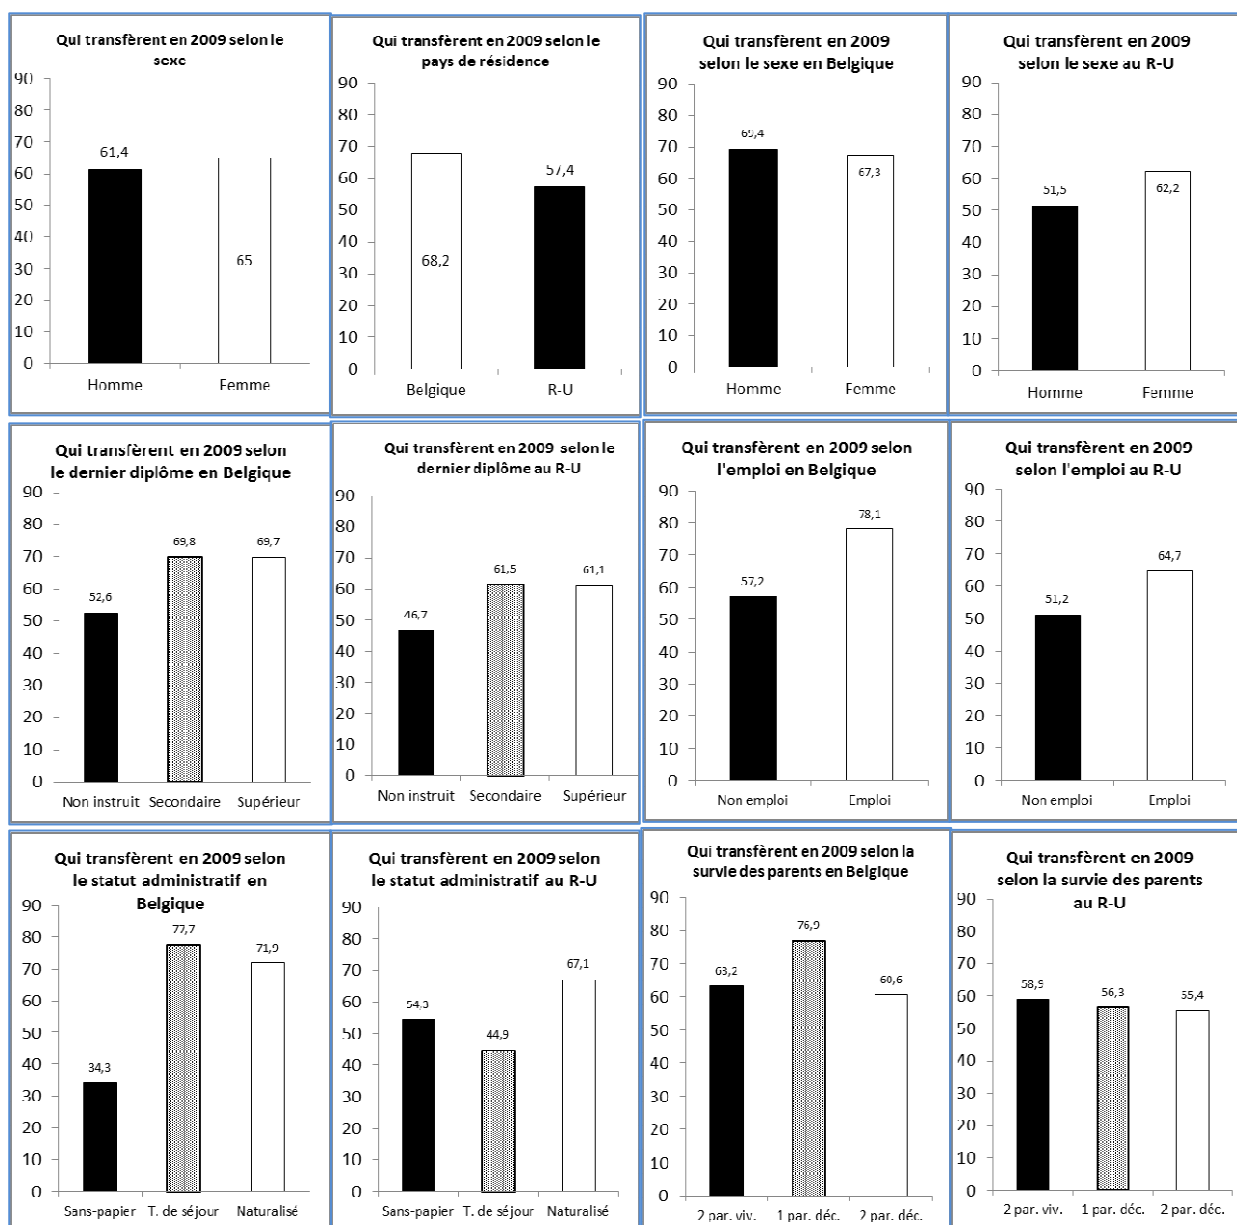 Qui transfèrent en 2009 selon le
sexe
90
80
70
60
50
40
30
20
10
0
61,4
65
Homme
Femme
Qui transfèrent en 2009 selon le
pays de résidence
90
80
70
60
50
40
30
20
10
0
68,2
57,4
Belgique
R-U
Qui transfèrent en 2009
selon le sexe en Belgique
90
80
70
60
50
40
30
20
10
0
69,4
67,3
Homme
Femme
Qui transfèrent en 2009
selon le sexe au R-U
90
80
70
60
50
40
30
20
10
0
51,5
62,2
Homme
Femme
Qui transfèrent en 2009 selon
le dernier diplôme en Belgique
90
80
70
60
50
40
30
20
10
0
52,6
69,8
69,7
Non instruit
Secondaire
Supérieur
Qui transfèrent en 2009 selon le
dernier diplôme au R-U
90
80
70
60
50
40
30
20
10
0
46,7
61,5
61,1
Non instruit
Secondaire
Supérieur
Qui transfèrent en 2009 selon
l'emploi en Belgique
90
80
70
60
50
40
30
20
10
0
57,2
78,1
Non emploi
Emploi
Qui transfèrent en 2009
selon l'emploi au R-U
90
80
70
60
50
40
30
20
10
0
51,2
64,7
Non emploi
Emploi
Qui transfèrent en 2009 selon
le statut administratif en
Belgique
90
80
70
60
50
40
30
20
10
0
34,3
77,7
71,9
Sans-papier
T. de séjour
Naturalisé
Qui transfèrent en 2009 selon
le statut administratif au R-U
90
80
70
60
50
40
30
20
10
0
54,3
44,9
67,1
Sans-papier
T. de séjour
Naturalisé
Qui transfèrent en 2009 selon la
survie des parents en Belgique
90
80
70
60
50
40
30
20
10
0
63,2
76,9
60,6
2 par. viv.
1 par. déc.
2 par. déc.
Qui transfèrent en 2009
selon la survie des parents
au R-U
90
80
70
60
50
40
30
20
10
0
58,9
56,3
55,4
2 par. viv.
1 par. déc.
2 par. déc.